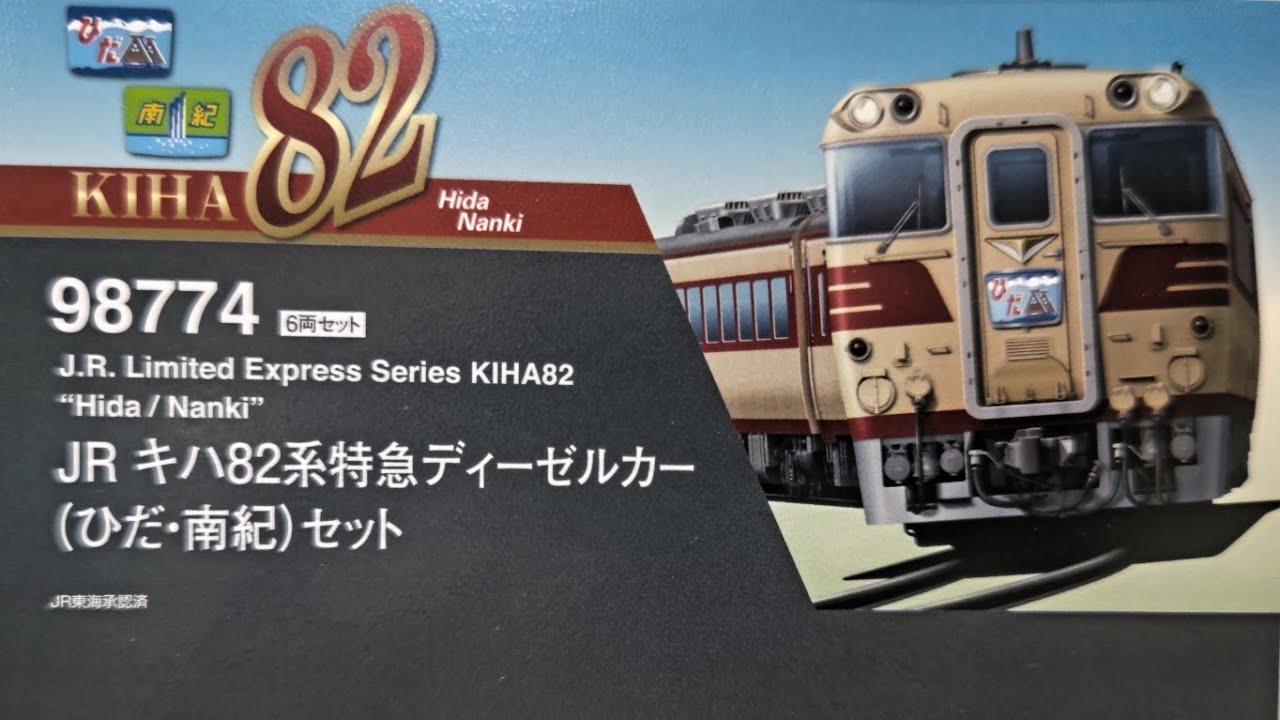 ひだ
南紀
KIHA 82
Hida
Nanki
98774 6両セット
J.R. Limited Express Series KIHA82
“Hida / Nanki”
JR キハ82系特急ディーゼルカー
(ひだ・南紀)セット
JR東海承認済
ひだ